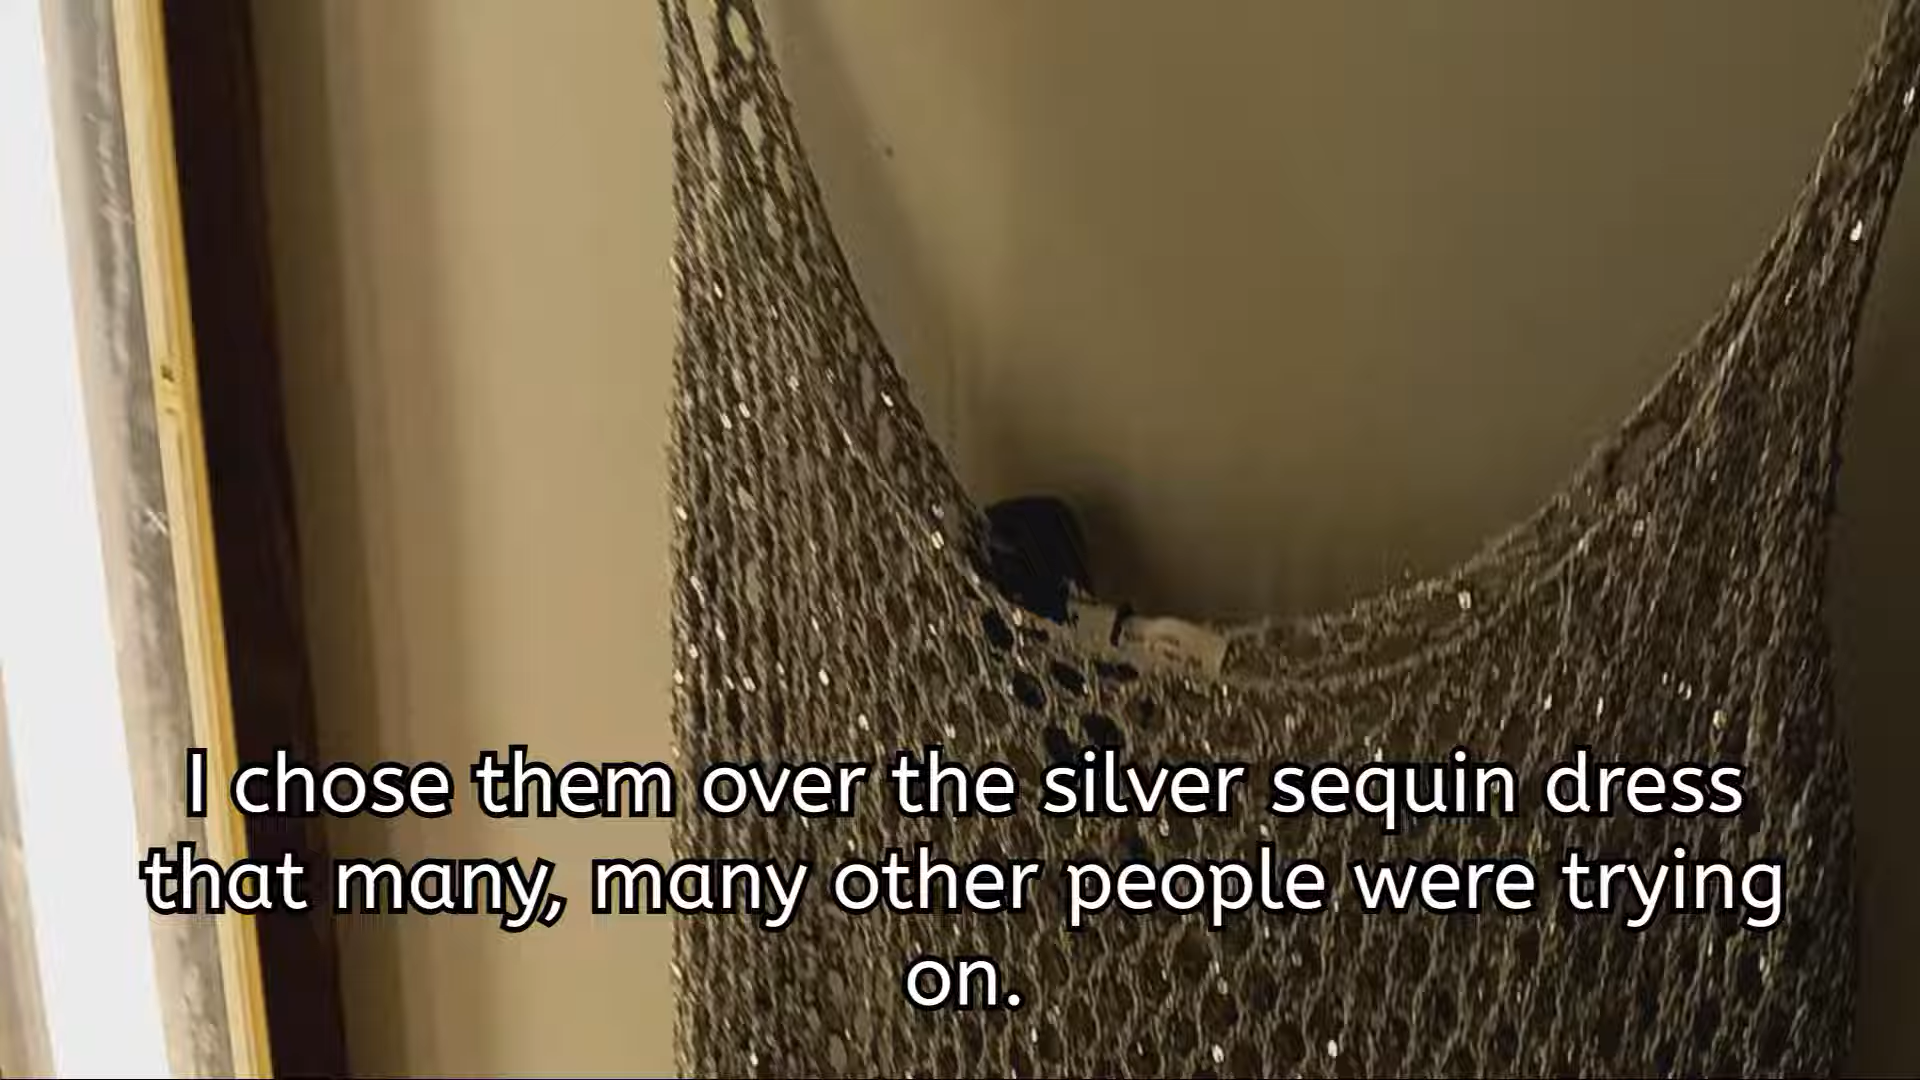 I chose them over the silver sequin dress
that many, many other people were trying
on.